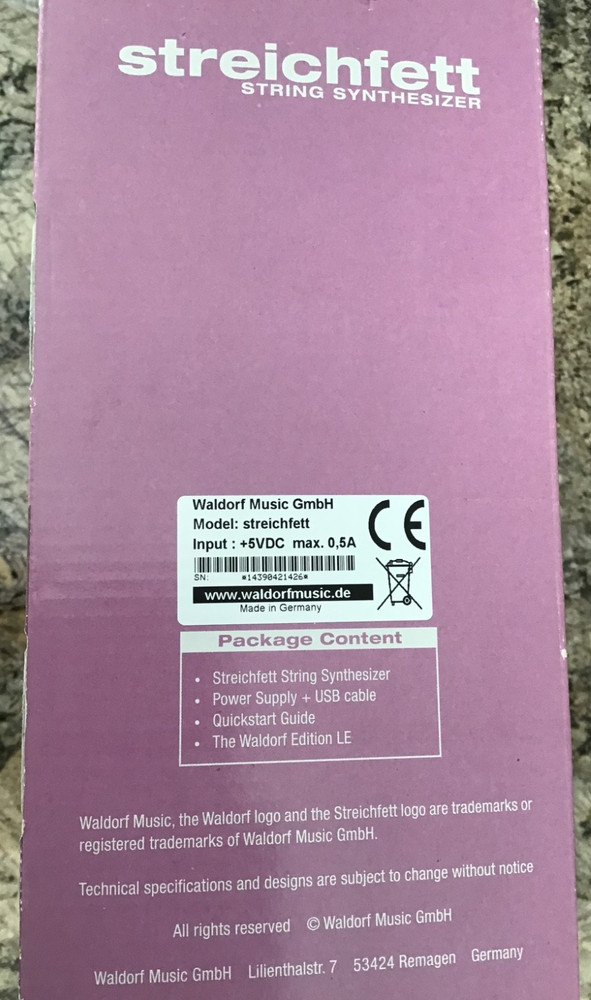 streichfett
STRING SYNTHESIZER
Waldorf Music GmbH
Model: streichfett
Input : +5VDC max. 0,5A
CE
SN: *14390421426*
www.waldorfmusic.de
Made in Germany
Package Content
• Streichfett String Synthesizer
• Power Supply + USB cable
• Quickstart Guide
• The Waldorf Edition LE
Waldorf Music, the Waldorf logo and the Streichfett logo are trademarks or
registered trademarks of Waldorf Music GmbH.
Technical specifications and designs are subject to change without notice
All rights reserved © Waldorf Music GmbH
Waldorf Music GmbH Lilienthalstr. 7 53424 Remagen Germany